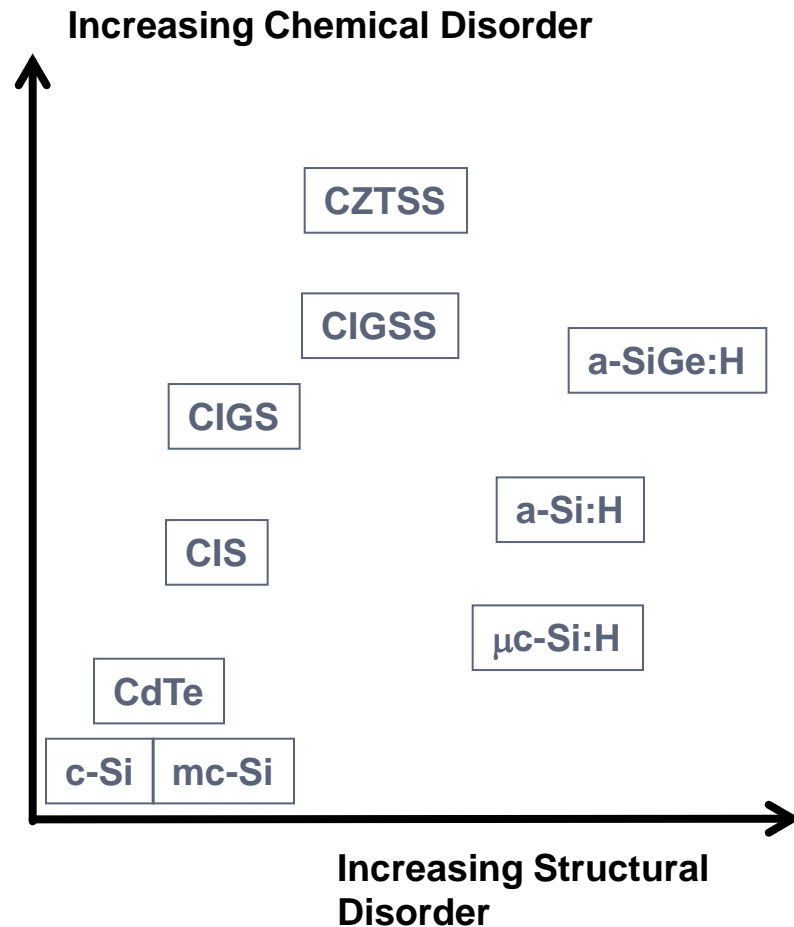 Increasing Chemical Disorder
CZTSS
CIGSS
a-SiGe:H
CIGS
a-Si:H
CIS
μc-Si:H
CdTe
c-Si
mc-Si
Increasing Structural
Disorder